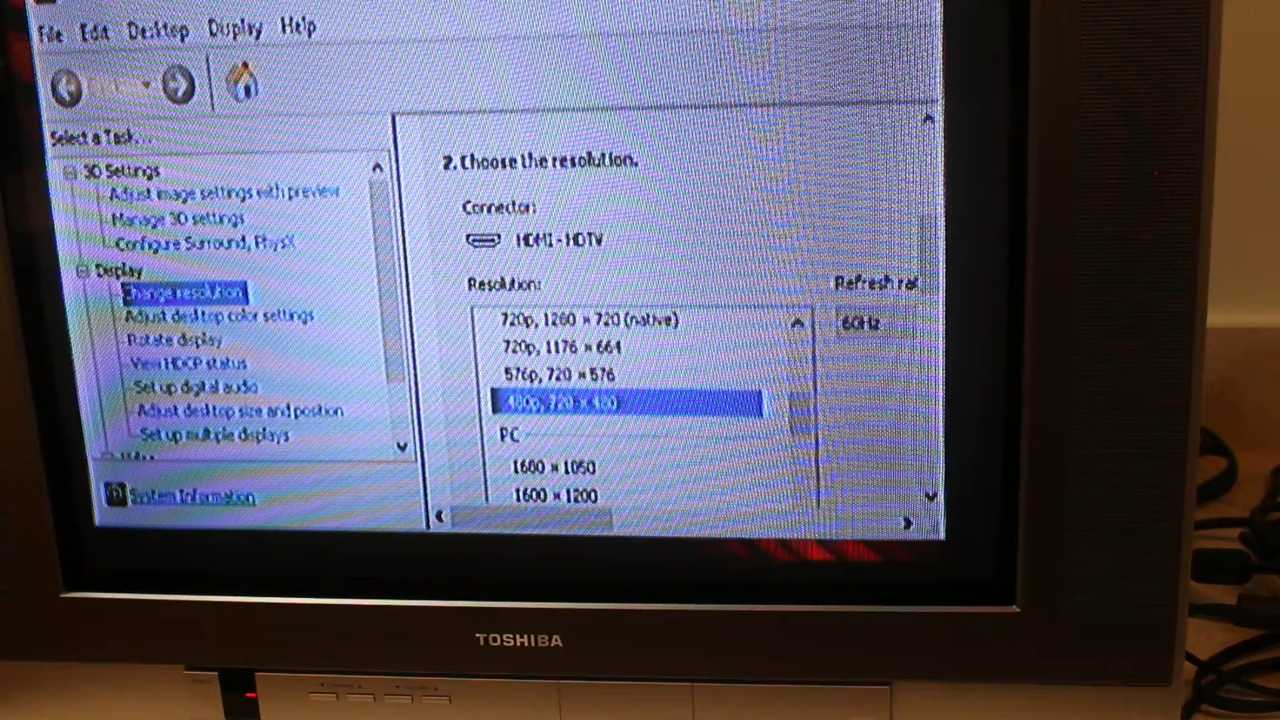 File Edit Desktop Display Help
Select a Task...
3D Settings
Adjust image settings with preview
Manage 3D settings
Configure Surround, PhysX
Display
Change resolution
Adjust desktop color settings
Rotate display
View HDCP status
Set up digital audio
Adjust desktop size and position
Set up multiple displays
System Information
2. Choose the resolution.
Connector:
HDMI - HDTV
Resolution:
720p, 1280 × 720 (native)
720p, 1176 × 664
576p, 720 × 576
480p, 720 × 480
PC
1680 × 1050
1600 × 1200
Refresh rat
60Hz
TOSHIBA